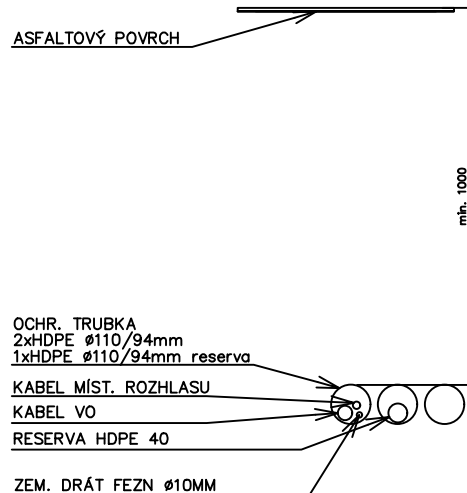 ASFALTOVÝ POVRCH
min. 1000
OCHR. TRUBKA
2xHDPE Ø110/94mm
1xHDPE Ø110/94mm reserva
KABEL MÍST. ROZHLASU
KABEL VO
RESERVA HDPE 40
ZEM. DRÁT FEZN Ø10MM